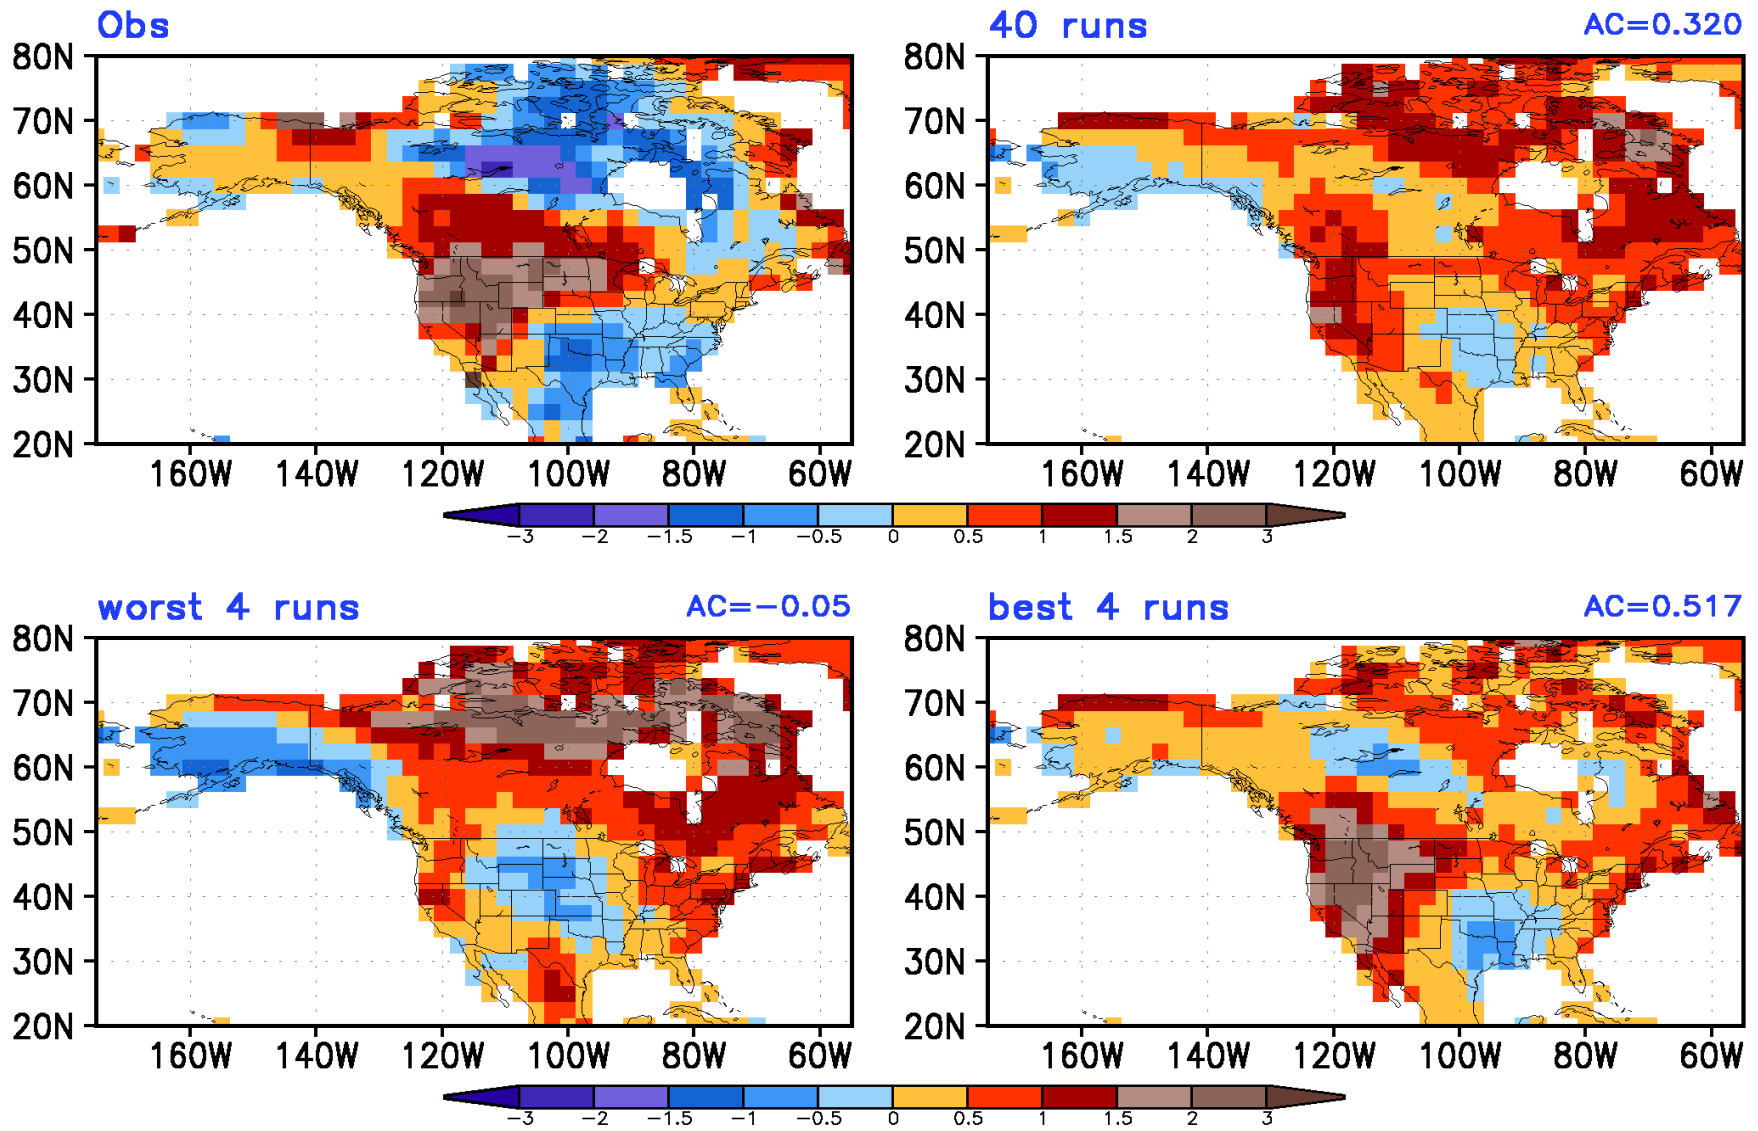 Obs
40 runs AC=0.320
80N 80N
70N 70N
60N 60N
50N 50N
40N 40N
30N 30N
20N 20N
160W 140W 120W 100W 80W 60W 160W 140W 120W 100W 80W 60W
-3 -2 -1.5 -1 -0.5 0 0.5 1 1.5 2 3
worst 4 runs AC=-0.05
best 4 runs AC=0.517
80N 80N
70N 70N
60N 60N
50N 50N
40N 40N
30N 30N
20N 20N
160W 140W 120W 100W 80W 60W 160W 140W 120W 100W 80W 60W
-3 -2 -1.5 -1 -0.5 0 0.5 1 1.5 2 3